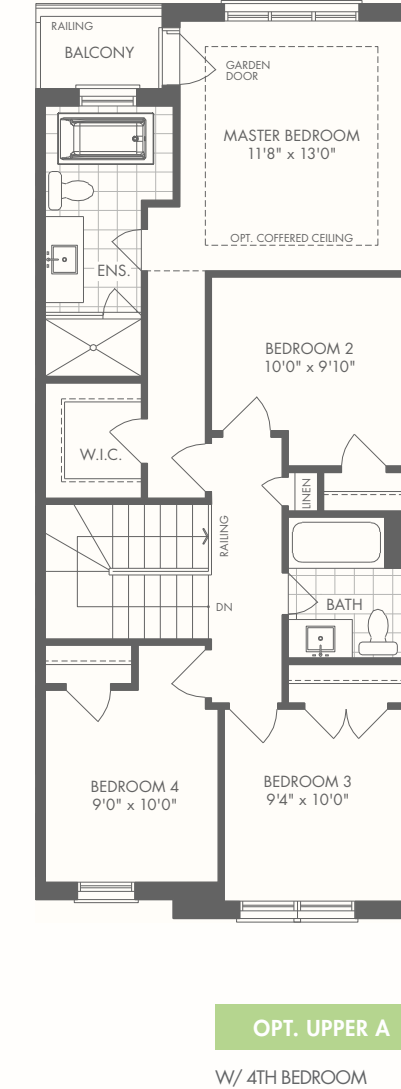 RAILING
BALCONY
GARDEN
DOOR
MASTER BEDROOM
11'8" x 13'0"
OPT. COFFERED CEILING
ENS.
BEDROOM 2
10'0" x 9'10"
W.I.C.
LINEN
RAILING
DN
BATH
BEDROOM 4
9'0" x 10'0"
BEDROOM 3
9'4" x 10'0"
OPT. UPPER A
W/ 4TH BEDROOM